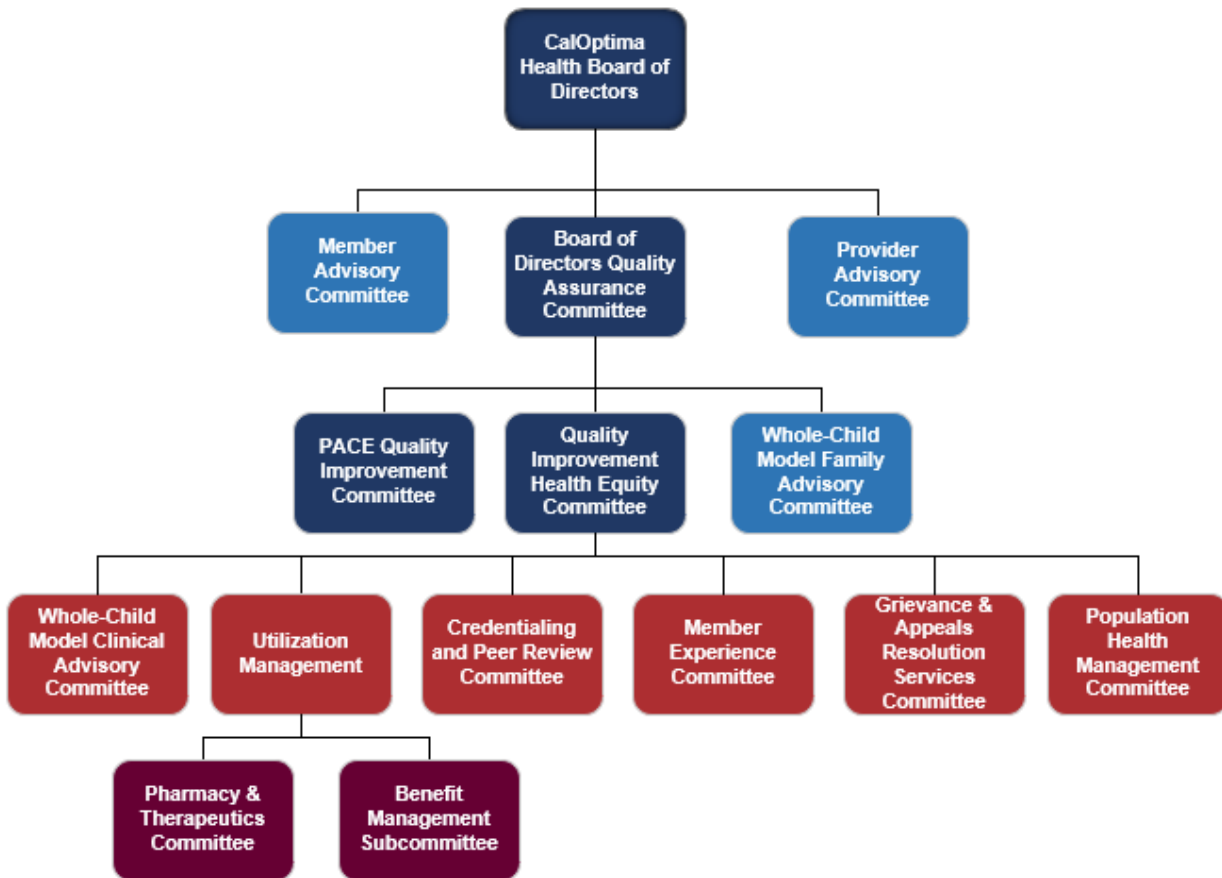 CalOptima
Health Board of
Directors
Member
Advisory
Committee
Board of
Directors Quality
Assurance
Committee
Provider
Advisory
Committee
PACE Quality
Improvement
Committee
Quality
Improvement
Health Equity
Committee
Whole-Child
Model Family
Advisory
Committee
Whole-Child
Model Clinical
Advisory
Committee
Utilization
Management
Credentialing
and Peer Review
Committee
Member
Experience
Committee
Grievance &
Appeals
Resolution
Services
Committee
Population
Health
Management
Committee
Pharmacy &
Therapeutics
Committee
Benefit
Management
Subcommittee